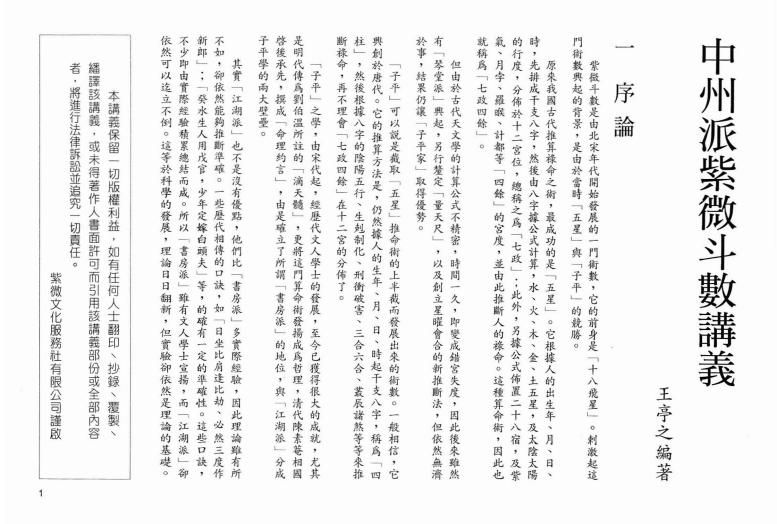 中州派紫微斗數講義
王亭之編著
一 序論
紫微斗數是由北宋年代開始發展的一門術數，它的前身是「十八飛星」。刺激起這
門術數興起的背景，是由於當時「五星」與「子平」的競勝。
原來我國古代推算祿命之術，最成功的是「五星」。它根據人的出生年、月、日、
時，先排成干支八字，然後由八字據公式計算，水、火、木、金、土五星，及太陰太陽
的行度，分佈於十二宮位，總稱之爲「七政」；此外，另據公式佈置二十八宿，及紫
氣、月孛、羅睺、計都等「四餘」的宮度，並由此推斷人的祿命。這種算命術，因此也
就稱爲「七政四餘」。
但由於古代天文學的計算公式不精密，時間一久，即變成錯宮失度，因此後來雖然
有「琴堂派」興起，另行釐定「量天尺」，以及創立星曜會合的新推斷法，但依然無濟
於事，結果仍讓「子平家」取得優勢。
「子平」可以說是截取「五星」推命術的上半截而發展出來的術數。一般相信，它
興創於唐代。它的推算方法是，仍然據人的生年、月、日、時起干支八字，稱爲「四
柱」，然後根據八字的陰陽五行、生剋制化、刑衝破害、三合六合、叢辰諸煞等等來推
斷祿命，再不理會「七政四餘」在十二宮的分佈了。
「子平」之學，由宋代起，經歷代文人學士的發展，至今已獲得很大的成就，尤其
是明代傳爲劉伯溫所註的「滴天髓」，更將這門算命術發揚成爲哲理，清代陳素菴相國
啓後承先，撰成「命理約言」，由是確立了所謂「書房派」的地位，與「江湖派」分成
子平學的兩大壁壘。
其實「江湖派」也不是沒有優點，他們比「書房派」多實際經驗，因此理論雖有所
不如，卻依然能夠推斷準確。一些歷代相傳的口訣，如「日坐比肩逢比劫、必然三度作
新郎」；「癸水生人用戊官，少年定嫁白頭夫」等，的確有一定的準確性。這些口訣，
不少即由實際經驗積累總結而成。所以「書房派」雖有文人學士宣揚，而「江湖派」卻
依然可以迄立不倒。這等於科學的發展，理論日日翻新，但實驗卻依然是理論的基礎。
本講義保留一切版權利益，如有任何人士翻印、抄錄、覆製、
繙譯該講義，或未得著作人書面許可而引用該講義部份或全部內容
者，將進行法律訴訟並追究一切責任。
紫微文化服務社有限公司謹啟
1